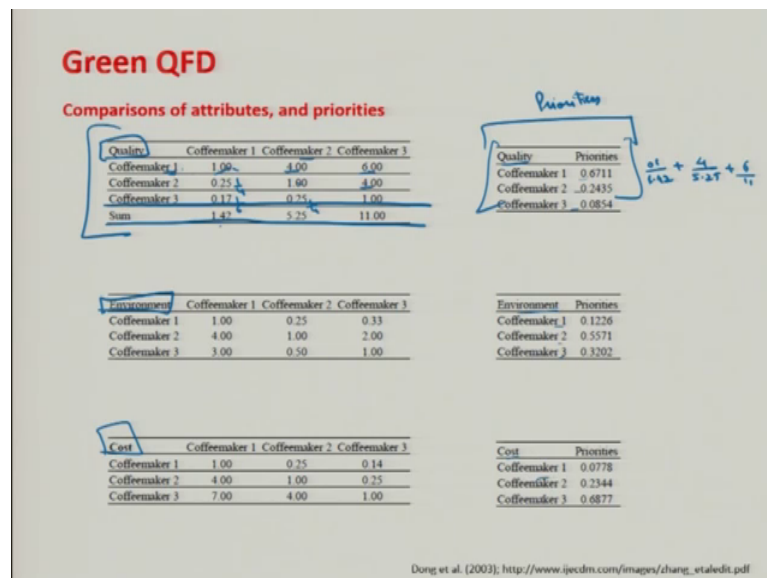 Green QFD
Priorities
Comparisons of attributes, and priorities
Quality Coffeemaker 1 Coffeemaker 2 Coffeemaker 3
Coffeemaker 1 1.00 4.00 6.00
Coffeemaker 2 0.25 1.00 4.00
Coffeemaker 3 0.17 0.25 1.00
Sum 1.42 5.25 11.00
Quality Priorities
Coffeemaker 1 0.6711
Coffeemaker 2 0.2435
Coffeemaker 3 0.0854
+ 4/5.25 + 6/11
Environment Coffeemaker 1 Coffeemaker 2 Coffeemaker 3
Coffeemaker 1 1.00 0.25 0.33
Coffeemaker 2 4.00 1.00 2.00
Coffeemaker 3 3.00 0.50 1.00
Environment Priorities
Coffeemaker 1 0.1226
Coffeemaker 2 0.5571
Coffeemaker 3 0.3202
Cost Coffeemaker 1 Coffeemaker 2 Coffeemaker 3
Coffeemaker 1 1.00 0.25 0.14
Coffeemaker 2 4.00 1.00 0.25
Coffeemaker 3 7.00 4.00 1.00
Cost Priorities
Coffeemaker 1 0.0778
Coffeemaker 2 0.2344
Coffeemaker 3 0.6877
Dong et al. (2003); http://www.ijecdm.com/images/zhang_etaledit.pdf